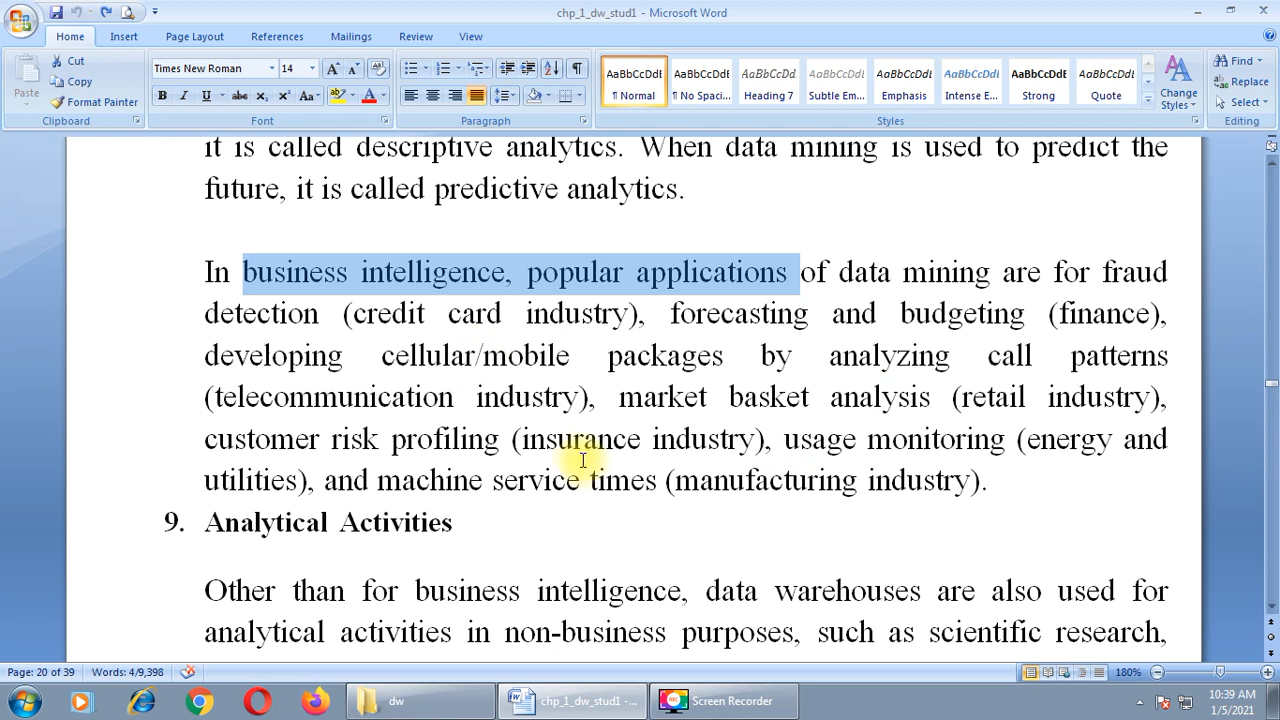 chp_1_dw_stud1 - Microsoft Word
Home Insert Page Layout References Mailings Review View
Paste
Cut
Copy
Format Painter
Clipboard
Times New Roman 14
Font
Paragraph
AaBbCcDdE AaBbCcDdE AaBbCcDd. AaBbCcDdE AaBbCcDdE AaBbCcDdE AaBbCcDdE AaBbCcDdE
¶ Normal ¶ No Spaci... Heading 7 Subtle Em... Emphasis Intense E... Strong Quote
Change Styles
Styles
Find
Replace
Select
Editing
it is called descriptive analytics. When data mining is used to predict the
future, it is called predictive analytics.
In business intelligence, popular applications of data mining are for fraud
detection (credit card industry), forecasting and budgeting (finance),
developing cellular/mobile packages by analyzing call patterns
(telecommunication industry), market basket analysis (retail industry),
customer risk profiling (insurance industry), usage monitoring (energy and
utilities), and machine service times (manufacturing industry).
9. Analytical Activities
Other than for business intelligence, data warehouses are also used for
analytical activities in non-business purposes, such as scientific research,
Page: 20 of 39 Words: 4/9,398 180%
dw chp_1_dw_stud1 -... Screen Recorder
10:39 AM
1/5/2021